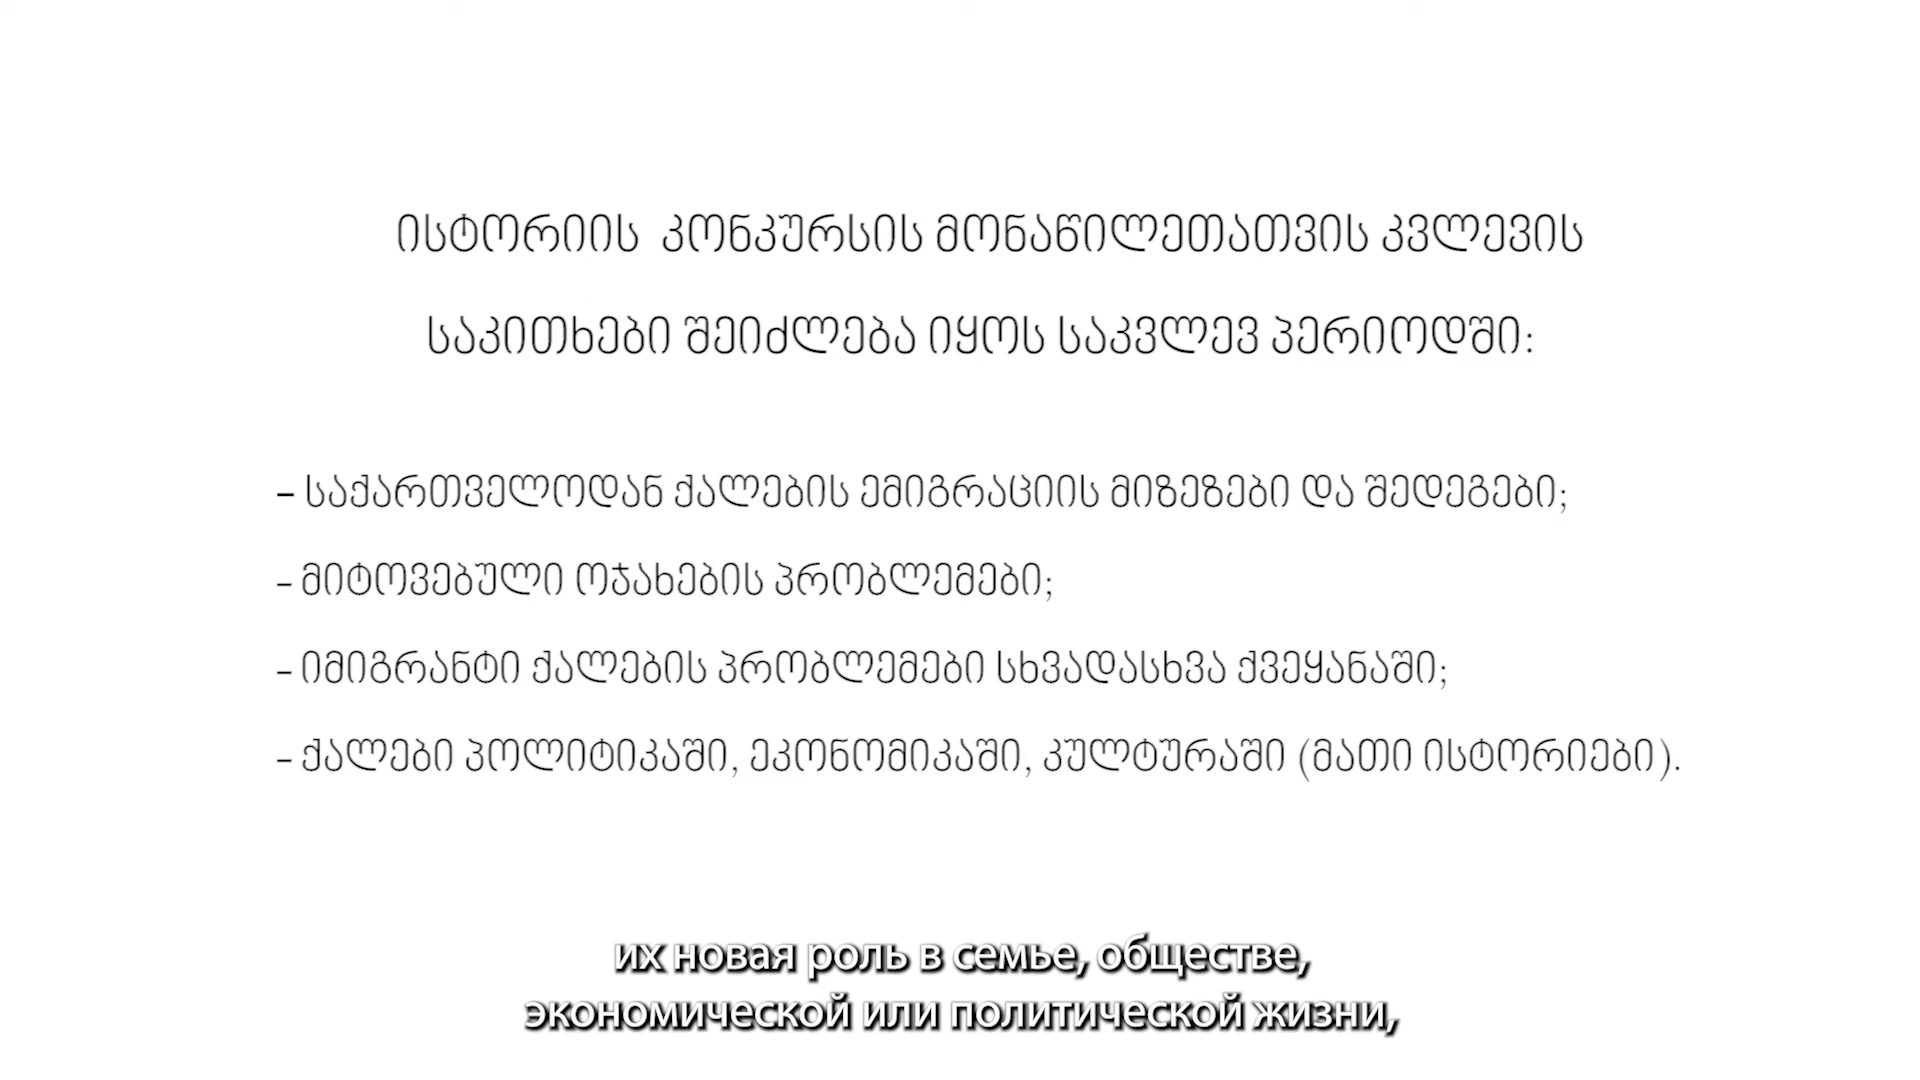 ისტორიის კონკურსის მონაწილეთათვის კვლევის
საკითხები შეიძლება იყოს საკვლევ პერიოდში:
– საქართველოდან ქალების ემიგრაციის მიზეზები და შედეგები;
– მიტოვებული ოჯახების პრობლემები;
– იმიგრანტი ქალების პრობლემები სხვადასხვა ქვეყანაში;
– ქალები პოლიტიკაში, ეკონომიკაში, კულტურაში (მათი ისტორიები).
их новая роль в семье, обществе,
экономической или политической жизни,